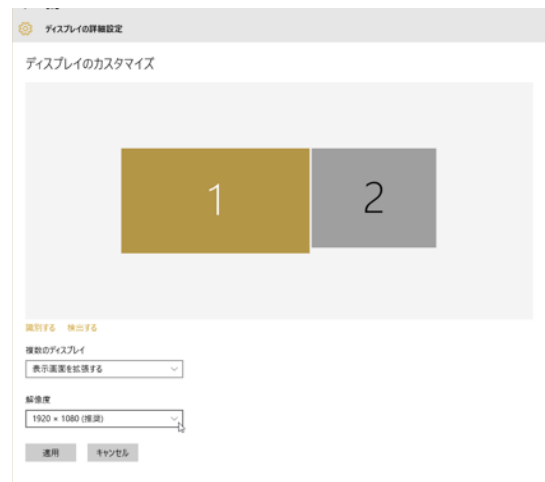 ディスプレイの詳細設定
ディスプレイのカスタマイズ
1
2
識別する 検出する
複数のディスプレイ
表示画面を拡張する
解像度
1920 × 1080 (推奨)
適用 キャンセル